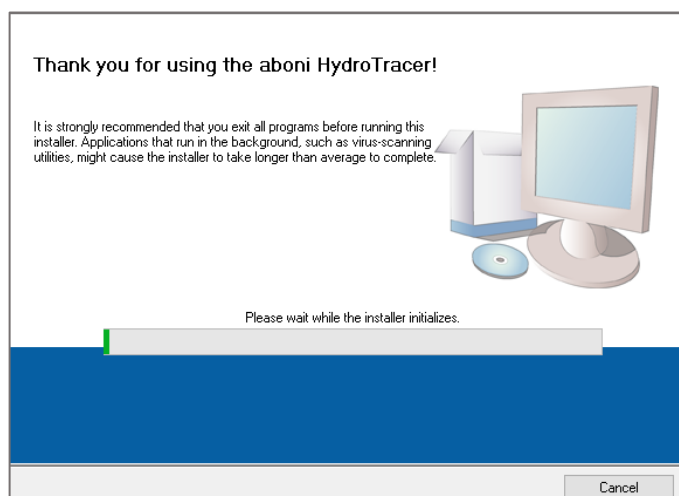 Thank you for using the aboni HydroTracer!
It is strongly recommended that you exit all programs before running this
installer. Applications that run in the background, such as virus-scanning
utilities, might cause the installer to take longer than average to complete.
Please wait while the installer initializes.
Cancel